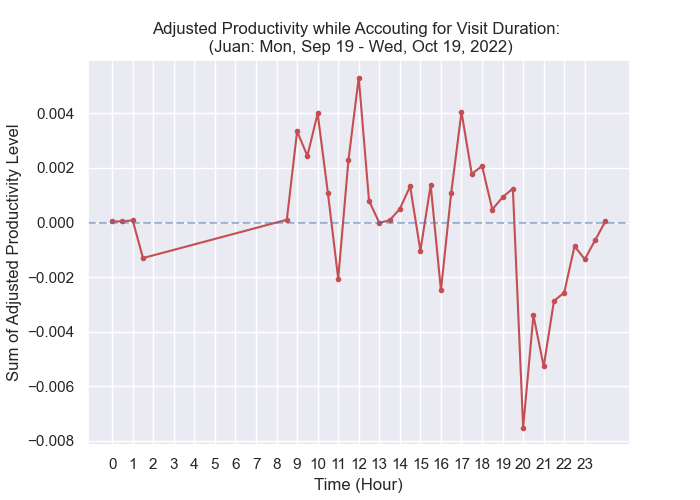 Adjusted Productivity while Accouting for Visit Duration:
(Juan: Mon, Sep 19 - Wed, Oct 19, 2022)
Sum of Adjusted Productivity Level
0.004
0.002
0.000
−0.002
−0.004
−0.006
−0.008
0 1 2 3 4 5 6 7 8 9 10 11 12 13 14 15 16 17 18 19 20 21 22 23
Time (Hour)